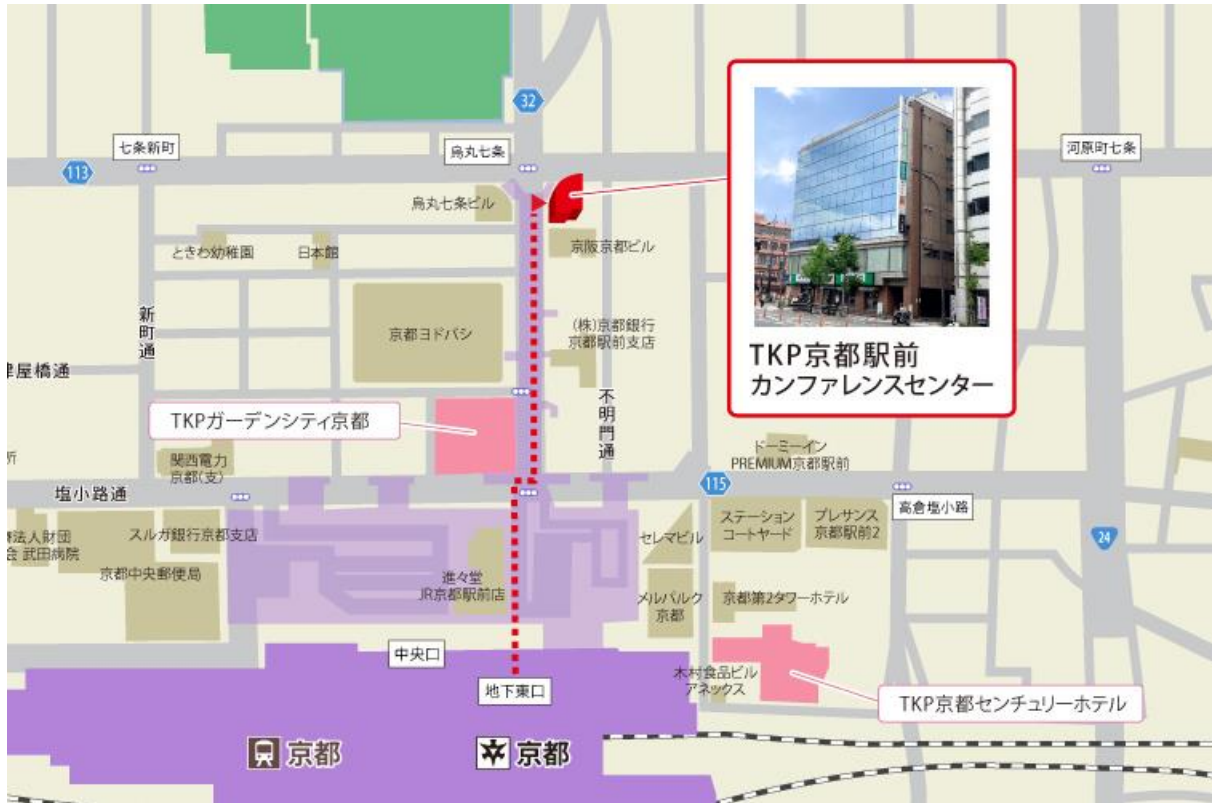 32
七条新町
烏丸七条
河原町七条
113
烏丸七条ビル
ときわ幼稚園
日本館
京阪京都ビル
新町通
京都ヨドバシ
(株)京都銀行
京都駅前支店
TKP京都駅前
カンファレンスセンター
屋橋通
不明門通
TKPガーデンシティ京都
関西電力
京都(支)
所
ドーミーイン
PREMIUM京都駅前
115
塩小路通
高倉塩小路
法人財団
会 武田病院
スルガ銀行京都支店
京都中央郵便局
進々堂
JR京都駅前店
セレマビル
ステーション
コートヤード
プレサンス
京都駅前2
24
メルパルク
京都
京都第2タワーホテル
中央口
地下東口
木村食品ビル
アネックス
TKP京都センチュリーホテル
京都
京都